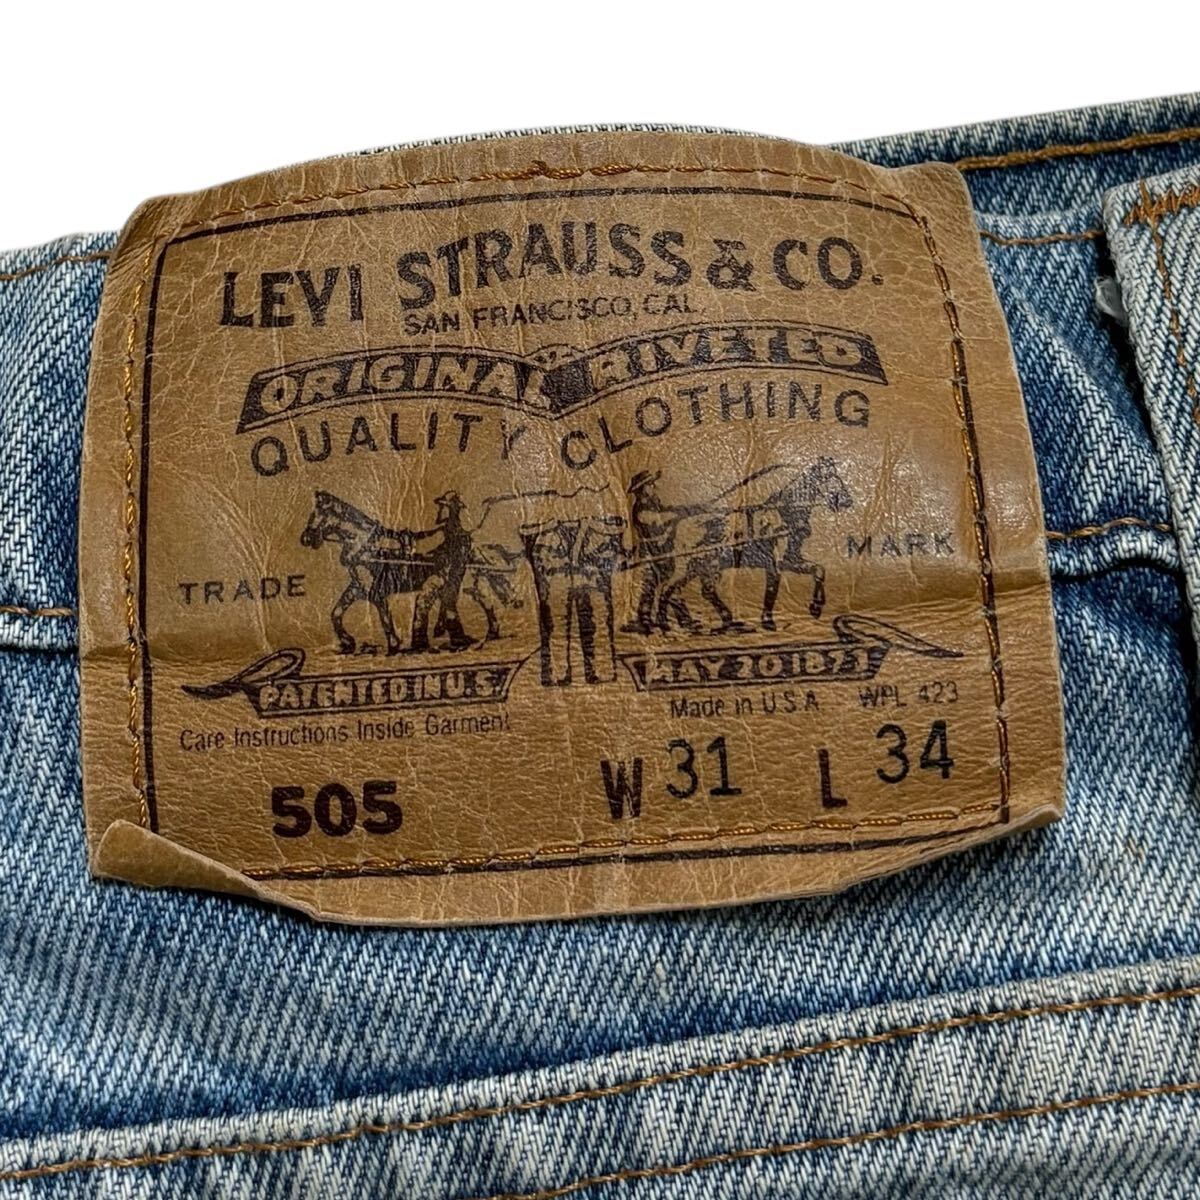 LEVI STRAUSS & CO.
SAN FRANCISCO, CAL.
ORIGINAL RIVETED
QUALITY CLOTHING
TRADE MARK
PATENTED IN U.S. MAY 20 1873
Made in U S A WPL 423
Care Instructions Inside Garment
505 W 31 L 34